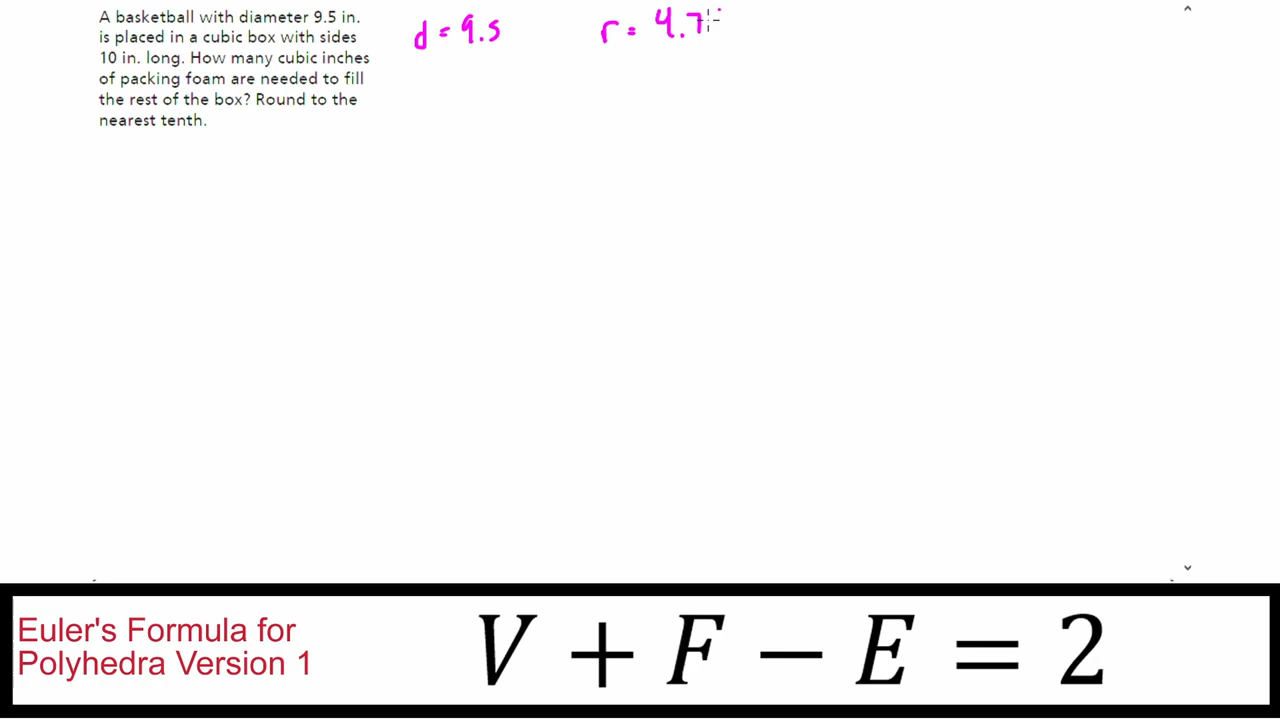 A basketball with diameter 9.5 in.
is placed in a cubic box with sides
10 in. long. How many cubic inches
of packing foam are needed to fill
the rest of the box? Round to the
nearest tenth.
d = 9.5
r = 4.7
Euler's Formula for
Polyhedra Version 1
V + F − E = 2